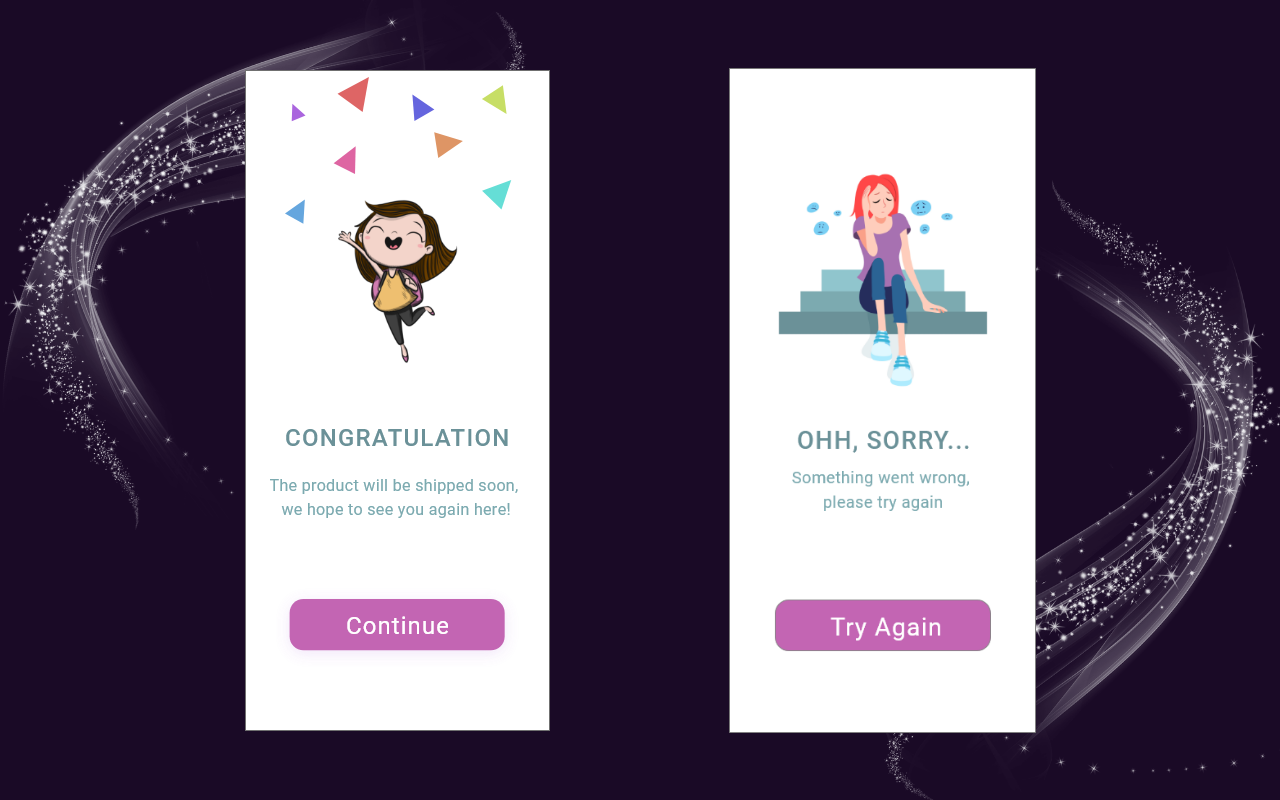 CONGRATULATION
The product will be shipped soon,
we hope to see you again here!
Continue
OHH, SORRY...
Something went wrong,
please try again
Try Again